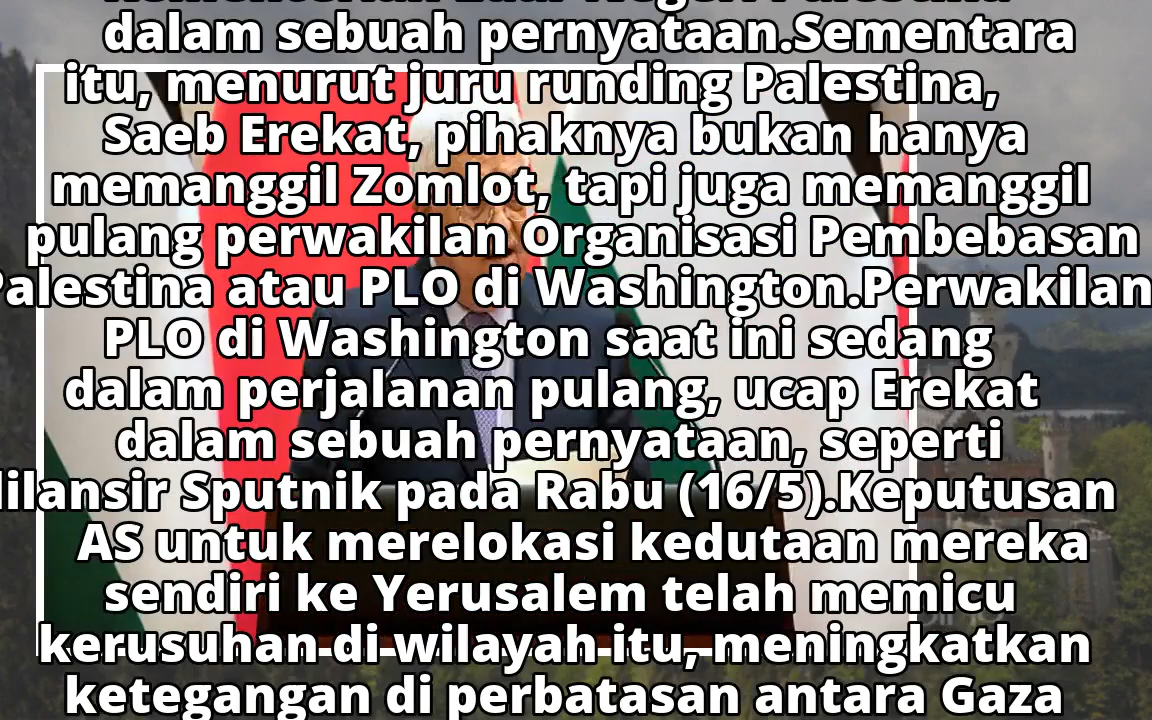 dalam sebuah pernyataan.Sementara
itu, menurut juru runding Palestina,
Saeb Erekat, pihaknya bukan hanya
memanggil Zomlot, tapi juga memanggil
pulang perwakilan Organisasi Pembebasan
Palestina atau PLO di Washington.Perwakilan
PLO di Washington saat ini sedang
dalam perjalanan pulang, ucap Erekat
dalam sebuah pernyataan, seperti
dilansir Sputnik pada Rabu (16/5).Keputusan
AS untuk merelokasi kedutaan mereka
sendiri ke Yerusalem telah memicu
kerusuhan di wilayah itu, meningkatkan
ketegangan di perbatasan antara Gaza